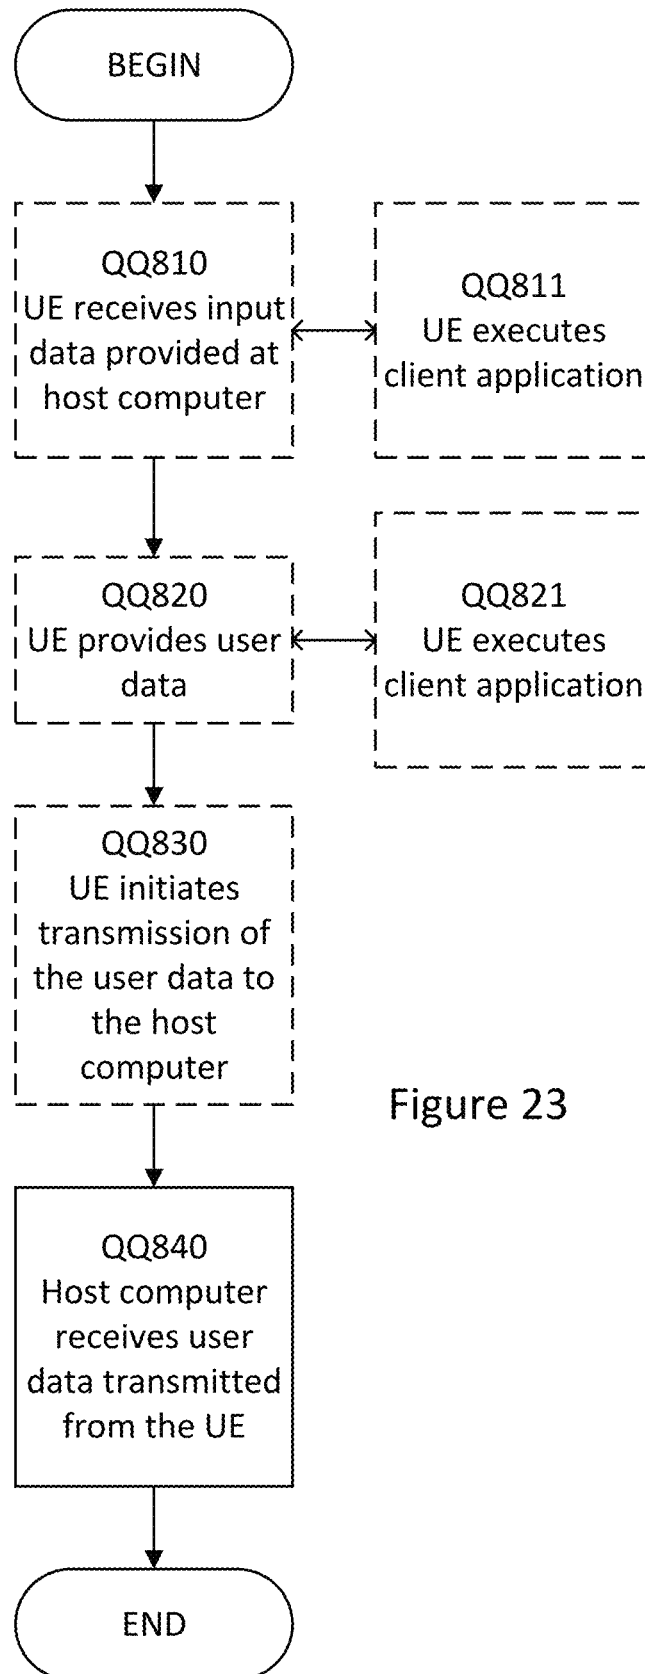 BEGIN
QQ810
UE receives input
data provided at
host computer
QQ811
UE executes
client application
QQ820
UE provides user
data
QQ821
UE executes
client application
QQ830
UE initiates
transmission of
the user data to
the host
computer
Figure 23
QQ840
Host computer
receives user
data transmitted
from the UE
END